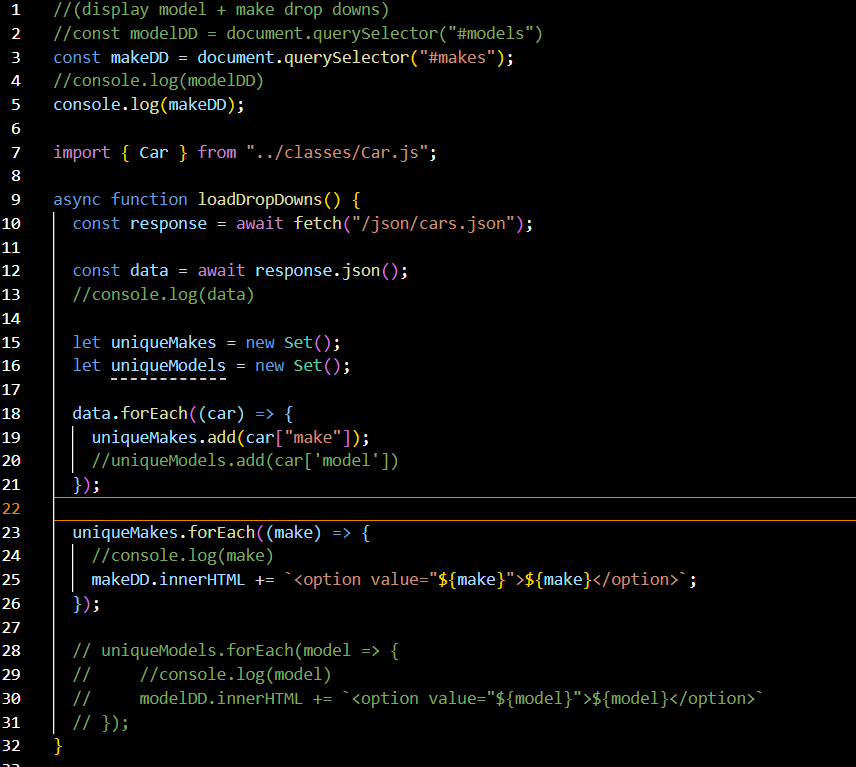 1 //(display model + make drop downs)
2 //const modelDD = document.querySelector("#models")
3 const makeDD = document.querySelector("#makes");
4 //console.log(modelDD)
5 console.log(makeDD);
6
7 import { Car } from "../classes/Car.js";
8
9 async function loadDropDowns() {
10   const response = await fetch("/json/cars.json");
11
12   const data = await response.json();
13   //console.log(data)
14
15   let uniqueMakes = new Set();
16   let uniqueModels = new Set();
17
18   data.forEach((car) => {
19     uniqueMakes.add(car["make"]);
20     //uniqueModels.add(car['model'])
21   });
22
23   uniqueMakes.forEach((make) => {
24     //console.log(make)
25     makeDD.innerHTML += `<option value="${make}">${make}</option>`;
26   });
27
28   // uniqueModels.forEach(model => {
29   //     //console.log(model)
30   //     modelDD.innerHTML += `<option value="${model}">${model}</option>`
31   // });
32 }